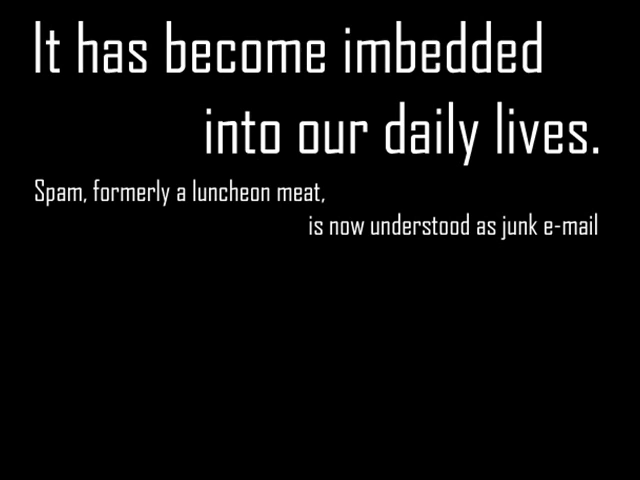 It has become imbedded
into our daily lives.
Spam, formerly a luncheon meat,
is now understood as junk e-mail